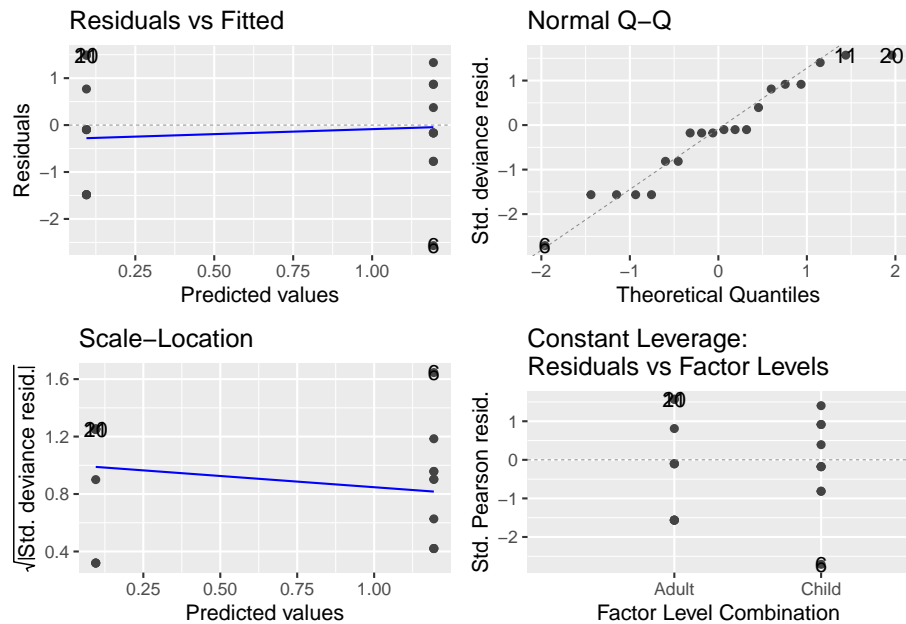 Residuals vs Fitted
20
1
0
−1
−2
Residuals
6
0.25 0.50 0.75 1.00
Predicted values
Normal Q−Q
11 20
1
0
−1
−2
Std. deviance resid.
6
−2 −1 0 1 2
Theoretical Quantiles
Scale−Location
6
1.6
1.2
0.8
0.4
√|Std. deviance resid.|
20
0.25 0.50 0.75 1.00
Predicted values
Constant Leverage:
Residuals vs Factor Levels
20
1
0
−1
−2
Std. Pearson resid.
6
Adult Child
Factor Level Combination